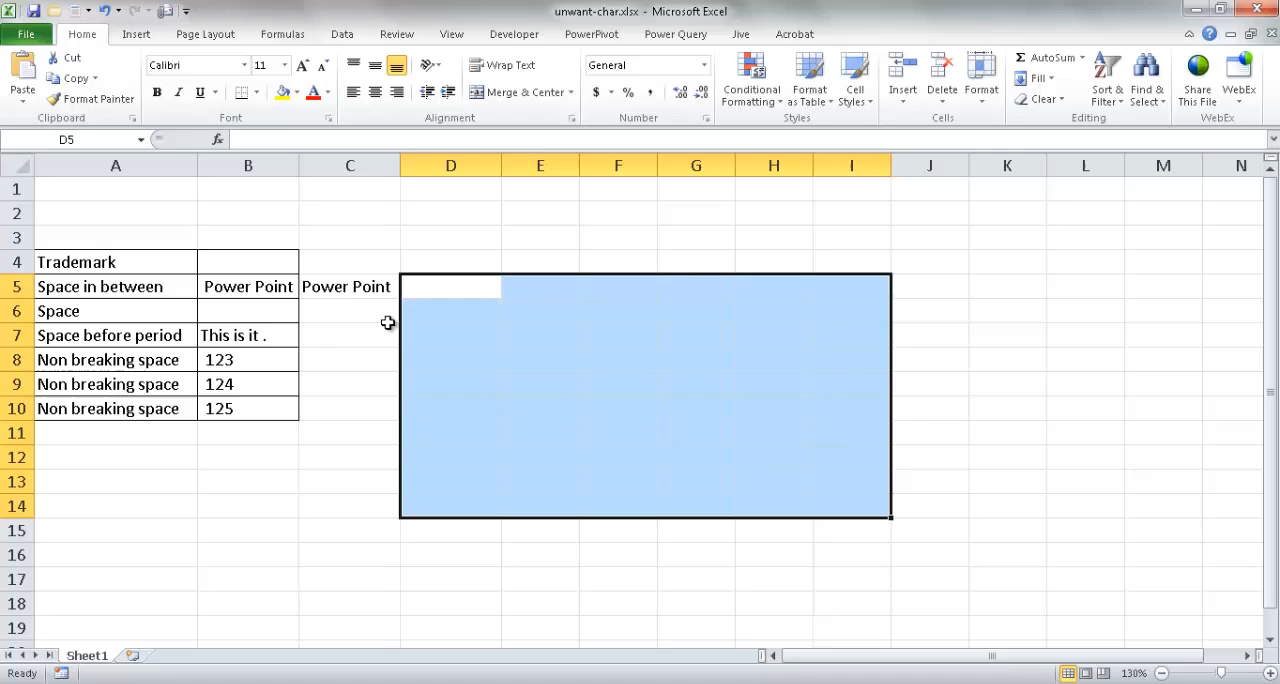 unwant-char.xlsx - Microsoft Excel
File Home Insert Page Layout Formulas Data Review View Developer PowerPivot Power Query Jive Acrobat
Paste
Cut
Copy
Format Painter
Clipboard
Calibri 11
B I U
Font
Wrap Text
Merge & Center
Alignment
General
$ % ,
Number
Conditional Formatting
Format as Table
Cell Styles
Styles
Insert
Delete
Format
Cells
Σ AutoSum
Fill
Clear
Sort & Filter
Find & Select
Editing
Share This File
WebEx
WebEx
D5 fx
A B C D E F G H I J K L M N
1
2
3
4 Trademark
5 Space in between Power Point Power Point
6 Space
7 Space before period This is it .
8 Non breaking space 123
9 Non breaking space 124
10 Non breaking space 125
11
12
13
14
15
16
17
18
19
Sheet1
Ready 130%